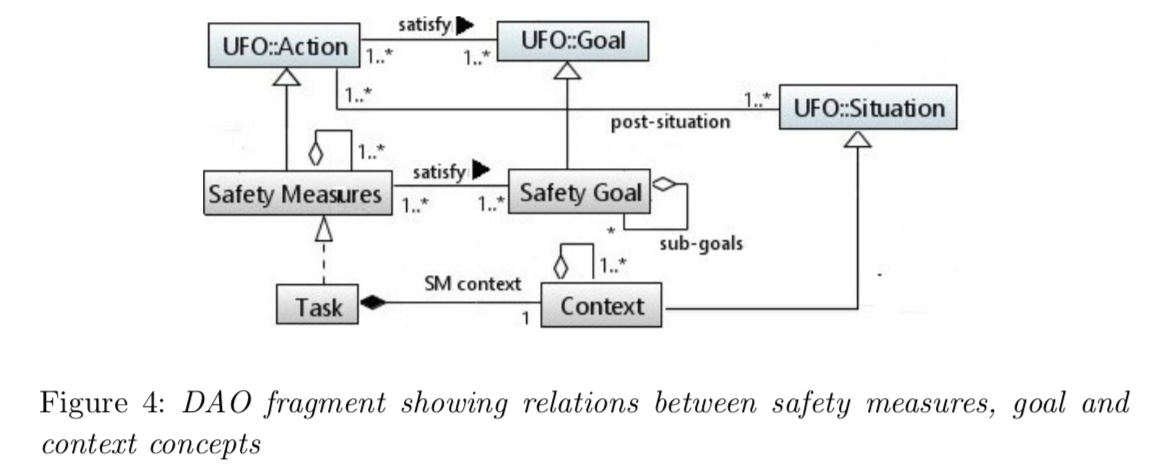 satisfy
UFO::Action
UFO::Goal
1..*
1..*
1..*
1..*
UFO::Situation
post-situation
1..*
satisfy
Safety Measures
Safety Goal
1..*
1..*
*
sub-goals
1..*
SM context
Task
Context
1
Figure 4: DAO fragment showing relations between safety measures, goal and
context concepts